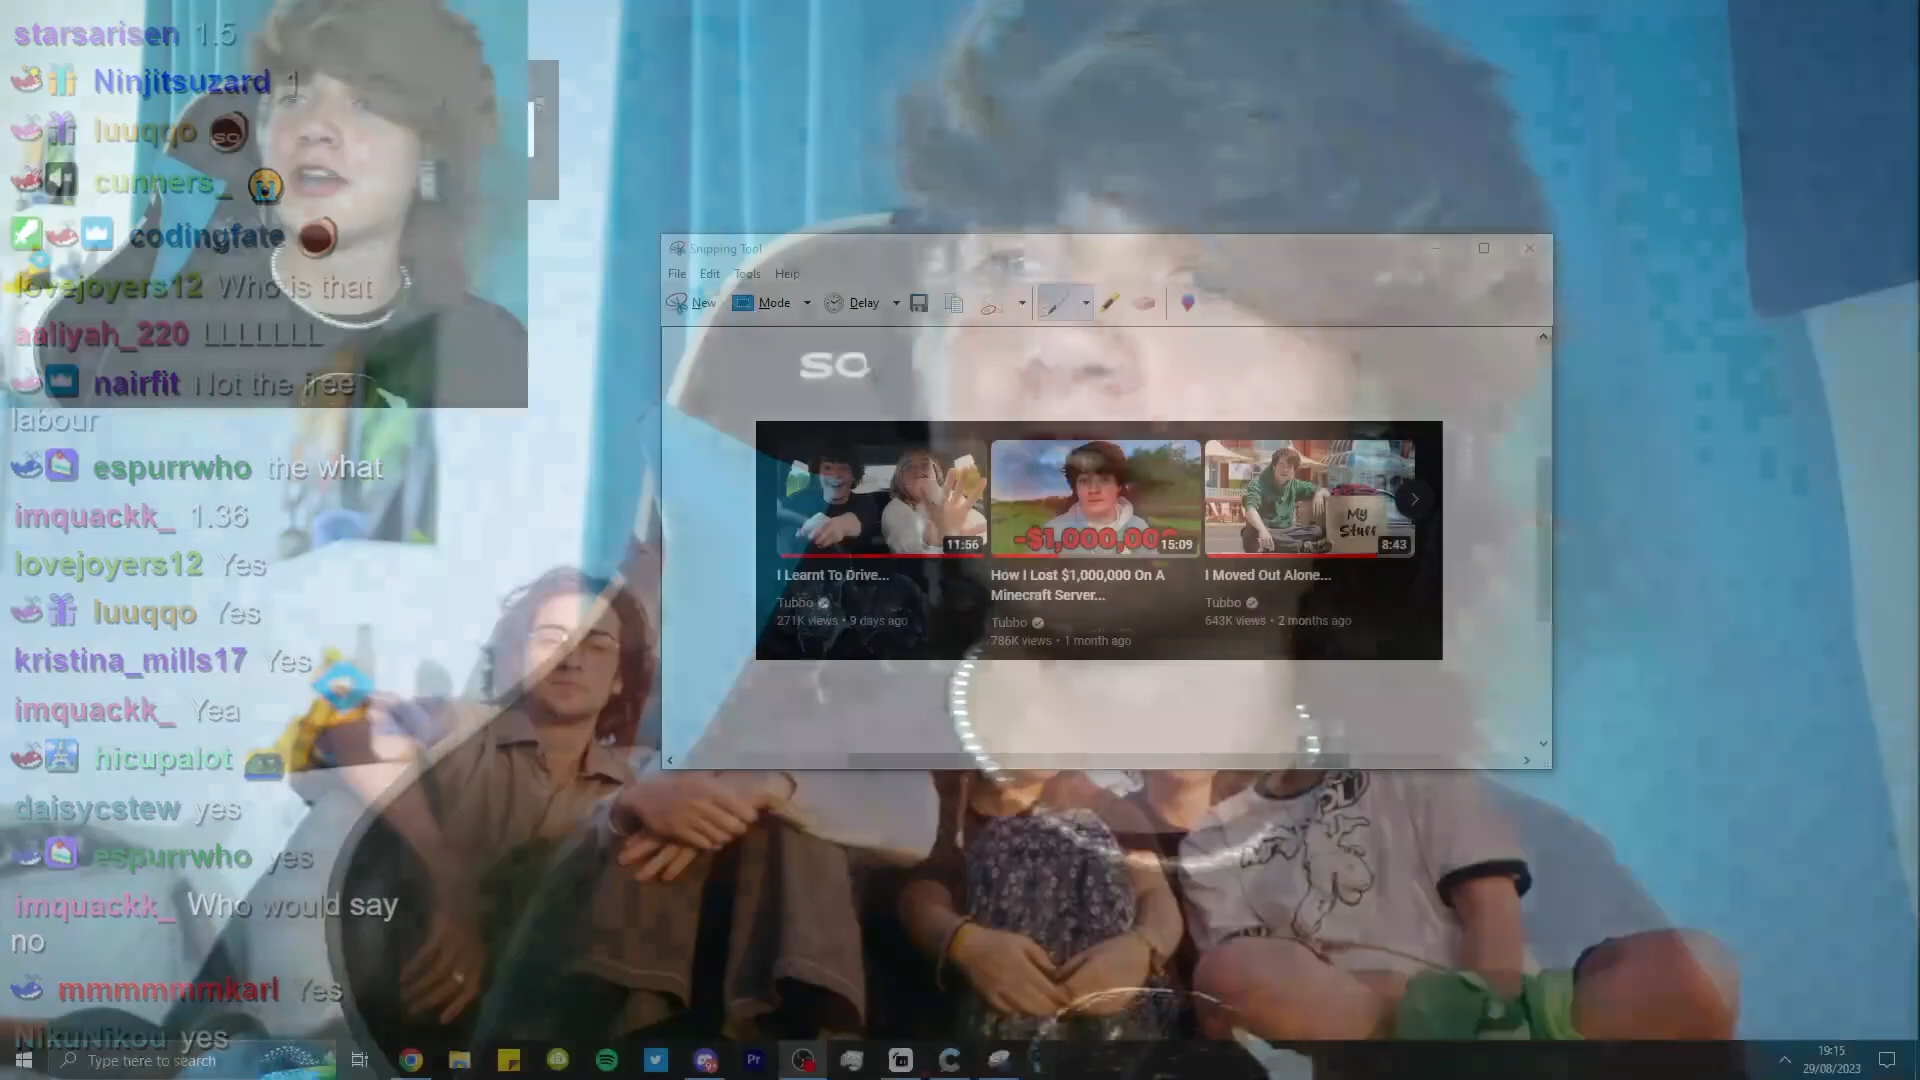 starsarisen 1.5
Ninjitsuzard 1
luuqqo
cunners_
codingfate
lovejoyers12 Who is that
aaliyah_220 LLLLLLL
nairfit Not the free
labour
espurrwho the what
imquackk_ 1.36
lovejoyers12 Yes
luuqqo Yes
kristina_mills17 Yes
imquackk_ Yea
hicupalot
daisycstew yes
espurrwho yes
imquackk_ Who would say
no
mmmmmmkarl Yes
NikuNikou yes
Snipping Tool
File Edit Tools Help
New Mode Delay
SQ
My
Stuff
-$1,000,000
11:56 15:09 8:43
I Learnt To Drive...
Tubbo
271K views • 9 days ago
How I Lost $1,000,000 On A
Minecraft Server...
Tubbo
786K views • 1 month ago
I Moved Out Alone...
Tubbo
643K views • 2 months ago
Type here to search
Pr
19:15
29/08/2023